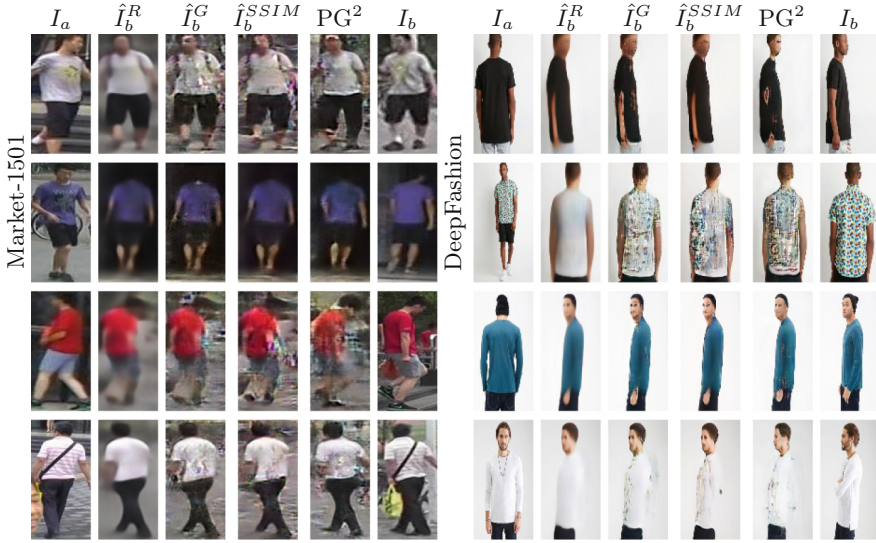 I_a Î_b^R Î_b^G Î_b^SSIM PG² I_b I_a Î_b^R Î_b^G Î_b^SSIM PG² I_b
Market-1501
DeepFashion